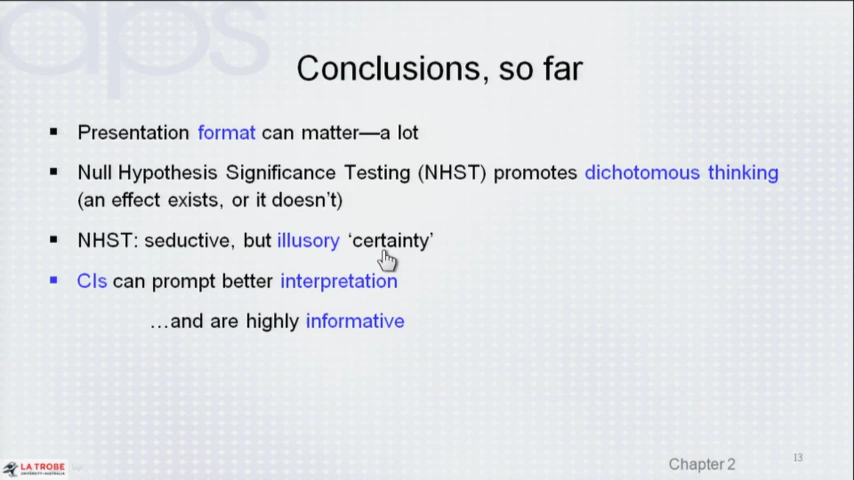 aps
Conclusions, so far
Presentation format can matter—a lot
Null Hypothesis Significance Testing (NHST) promotes dichotomous thinking
(an effect exists, or it doesn't)
NHST: seductive, but illusory ‘certainty’
CIs can prompt better interpretation
…and are highly informative
LA TROBE
UNIVERSITY•AUSTRALIA
Chapter 2
13